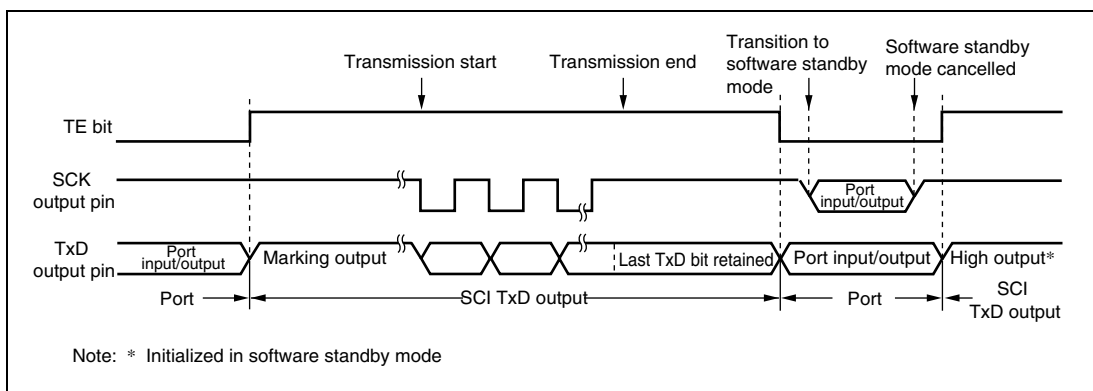 Transmission start
Transmission end
Transition to
software standby
mode
Software standby
mode cancelled
TE bit
SCK
output pin
Port
input/output
TxD
output pin
Port
input/output
Marking output
Last TxD bit retained
Port input/output
High output*
Port
SCI TxD output
Port
SCI
TxD output
Note: * Initialized in software standby mode